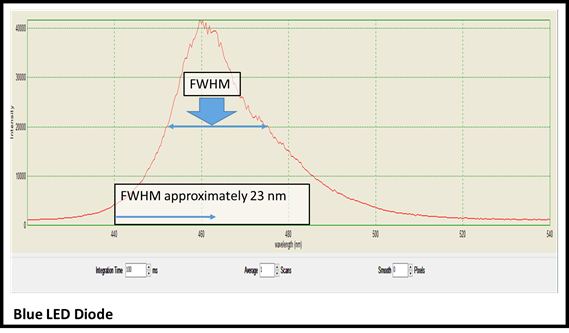 40000
30000
20000
10000
0
Intensity
FWHM
FWHM approximately 23 nm
440 460 480 500 520 540
wavelength (nm)
Integration Time 100 ms Average 1 Scans Smooth 0 Pixels
Blue LED Diode